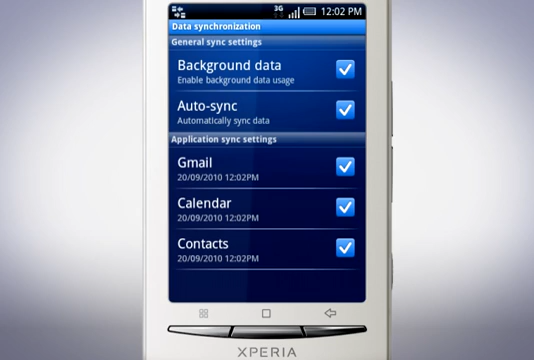 3G 12:02 PM
Data synchronization
General sync settings
Background data
Enable background data usage
Auto-sync
Automatically sync data
Application sync settings
Gmail
20/09/2010 12:02PM
Calendar
20/09/2010 12:02PM
Contacts
20/09/2010 12:02PM
XPERIA